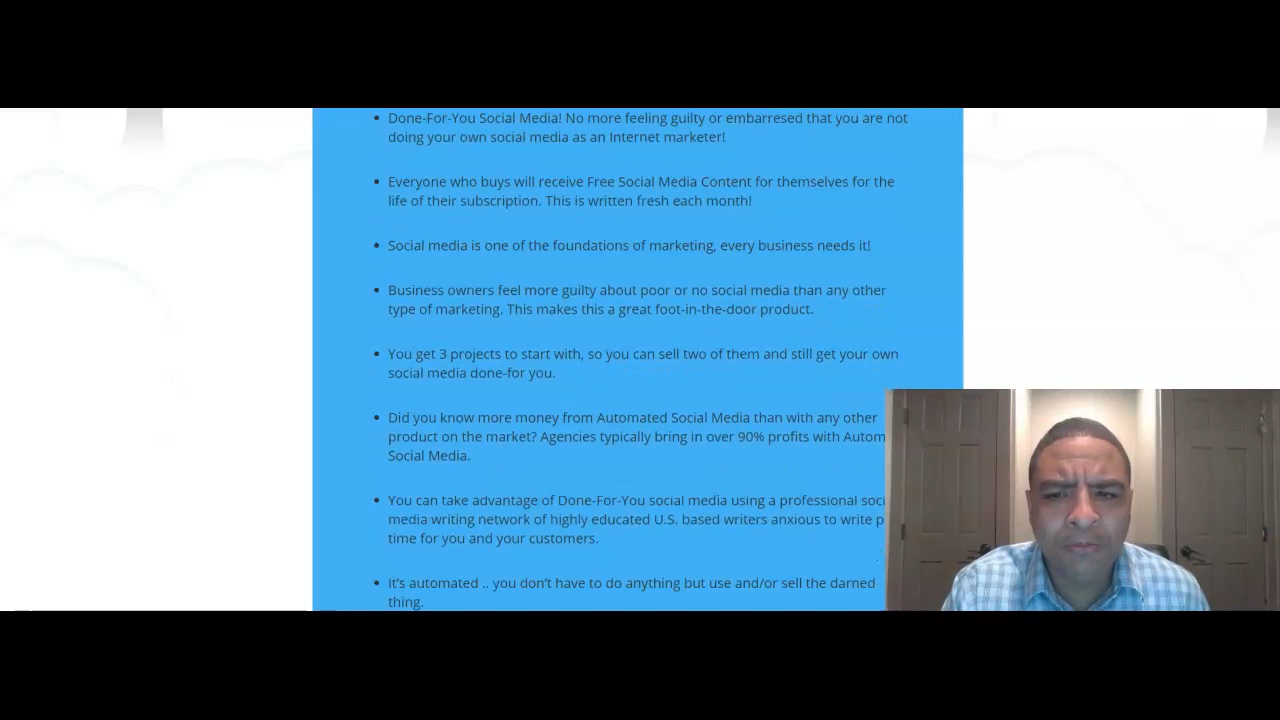 Done-For-You Social Media! No more feeling guilty or embarresed that you are not
doing your own social media as an Internet marketer!
Everyone who buys will receive Free Social Media Content for themselves for the
life of their subscription. This is written fresh each month!
Social media is one of the foundations of marketing, every business needs it!
Business owners feel more guilty about poor or no social media than any other
type of marketing. This makes this a great foot-in-the-door product.
You get 3 projects to start with, so you can sell two of them and still get your own
social media done-for you.
Did you know more money from Automated Social Media than with any other
product on the market? Agencies typically bring in over 90% profits with Autom
Social Media.
You can take advantage of Done-For-You social media using a professional soci
media writing network of highly educated U.S. based writers anxious to write p
time for you and your customers.
It's automated .. you don't have to do anything but use and/or sell the darned
thing.